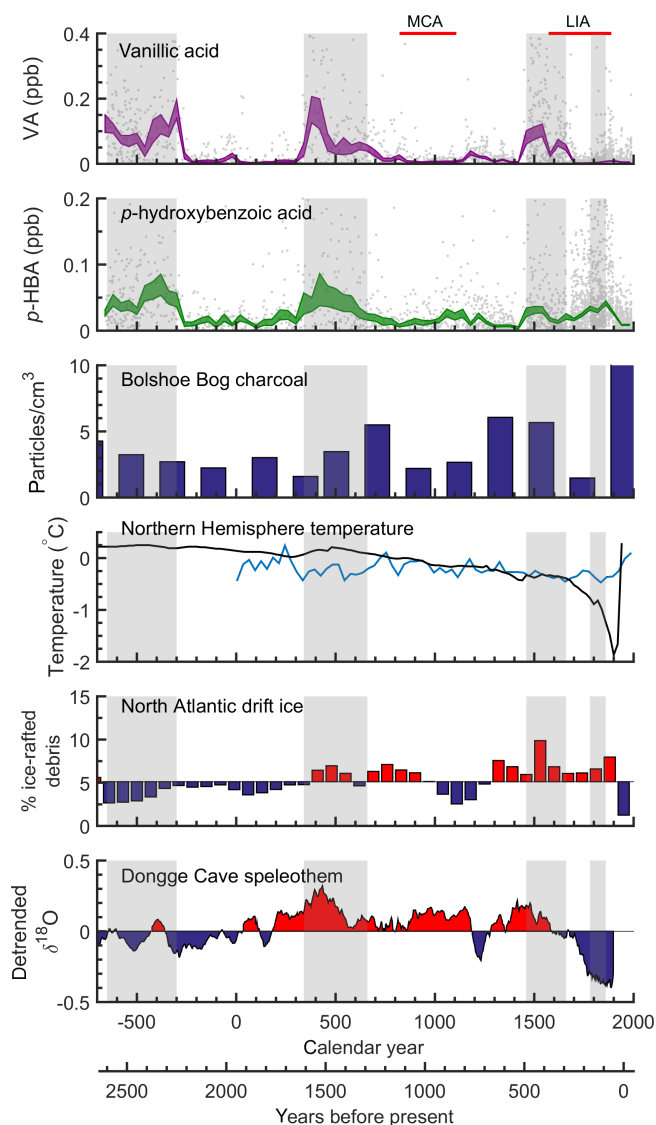 MCA
LIA
0.4
Vanillic acid
VA (ppb)
0.2
0
0.2
p-hydroxybenzoic acid
p-HBA (ppb)
0.1
0
10
Bolshoe Bog charcoal
Particles/cm³
5
0
Northern Hemisphere temperature
Temperature (°C)
0
-1
-2
15
North Atlantic drift ice
% ice-rafted
debris
10
5
0
0.5
Dongge Cave speleothem
Detrended
δ¹⁸O
0
-0.5
-500 0 500 1000 1500 2000
Calendar year
2500 2000 1500 1000 500 0
Years before present